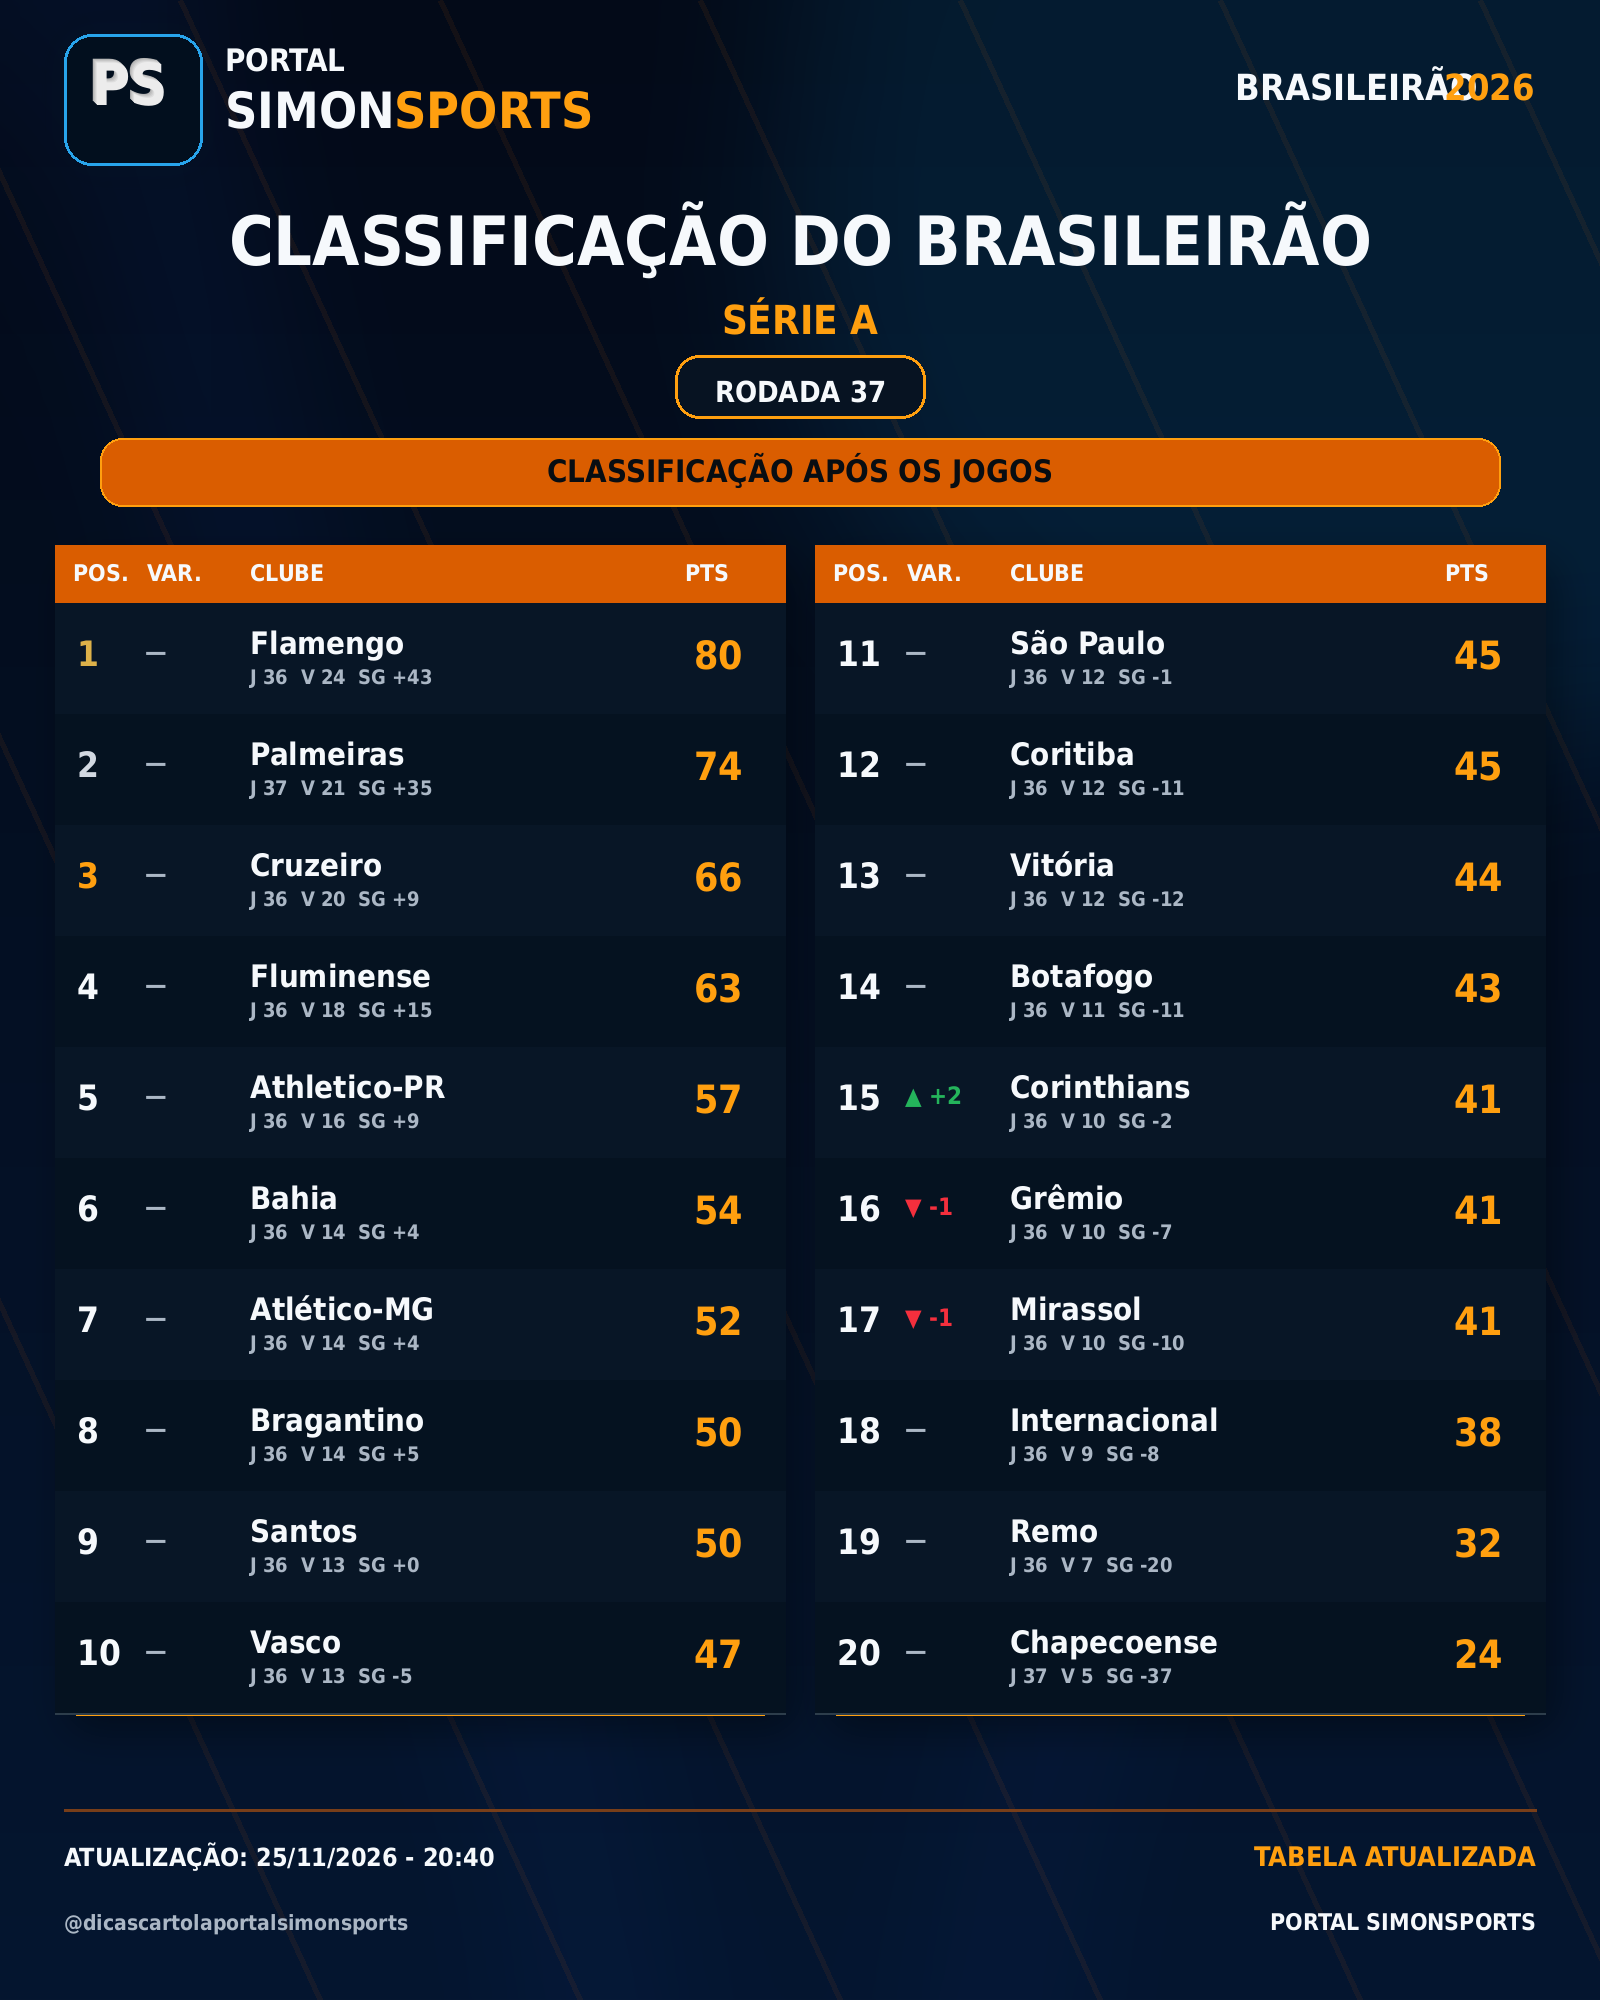 PS
PORTAL
SIMONSPORTS
BRASILEIRÃO 2026
CLASSIFICAÇÃO DO BRASILEIRÃO
SÉRIE A
RODADA 37
CLASSIFICAÇÃO APÓS OS JOGOS
POS. VAR. CLUBE PTS
1 — Flamengo 80
J 36 V 24 SG +43
2 — Palmeiras 74
J 37 V 21 SG +35
3 — Cruzeiro 66
J 36 V 20 SG +9
4 — Fluminense 63
J 36 V 18 SG +15
5 — Athletico-PR 57
J 36 V 16 SG +9
6 — Bahia 54
J 36 V 14 SG +4
7 — Atlético-MG 52
J 36 V 14 SG +4
8 — Bragantino 50
J 36 V 14 SG +5
9 — Santos 50
J 36 V 13 SG +0
10 — Vasco 47
J 36 V 13 SG -5
POS. VAR. CLUBE PTS
11 — São Paulo 45
J 36 V 12 SG -1
12 — Coritiba 45
J 36 V 12 SG -11
13 — Vitória 44
J 36 V 12 SG -12
14 — Botafogo 43
J 36 V 11 SG -11
15 ▲ +2 Corinthians 41
J 36 V 10 SG -2
16 ▼ -1 Grêmio 41
J 36 V 10 SG -7
17 ▼ -1 Mirassol 41
J 36 V 10 SG -10
18 — Internacional 38
J 36 V 9 SG -8
19 — Remo 32
J 36 V 7 SG -20
20 — Chapecoense 24
J 37 V 5 SG -37
ATUALIZAÇÃO: 25/11/2026 - 20:40
TABELA ATUALIZADA
@dicascartolaportalsimonsports
PORTAL SIMONSPORTS